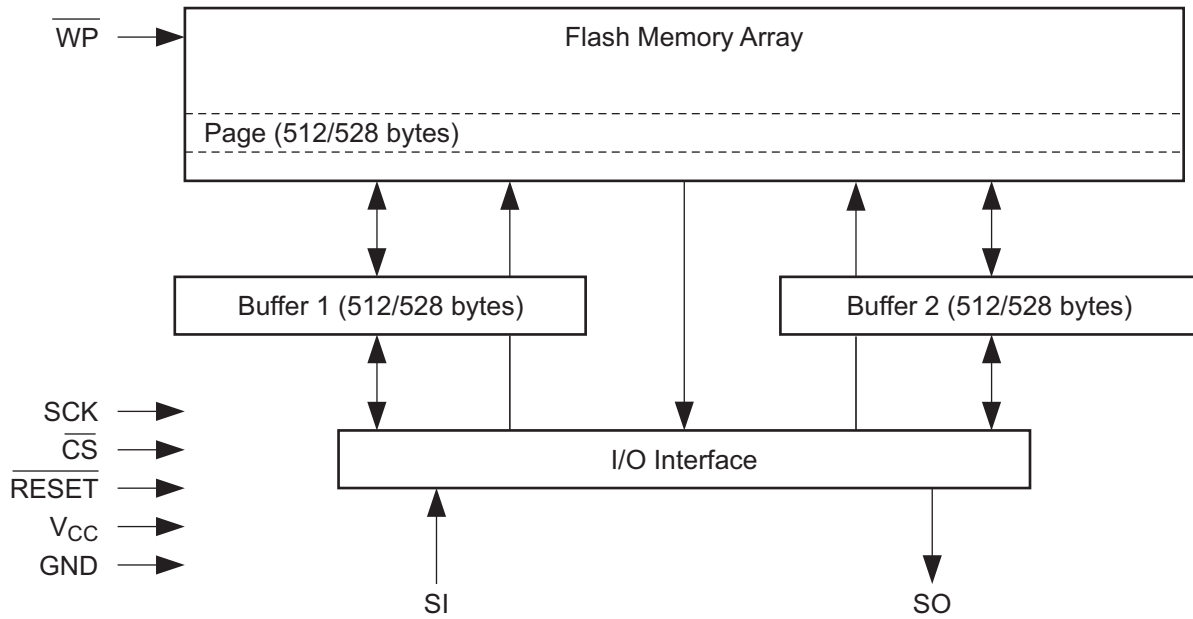 WP
Flash Memory Array
Page (512/528 bytes)
Buffer 1 (512/528 bytes)
Buffer 2 (512/528 bytes)
SCK
CS
RESET
VCC
GND
I/O Interface
SI
SO